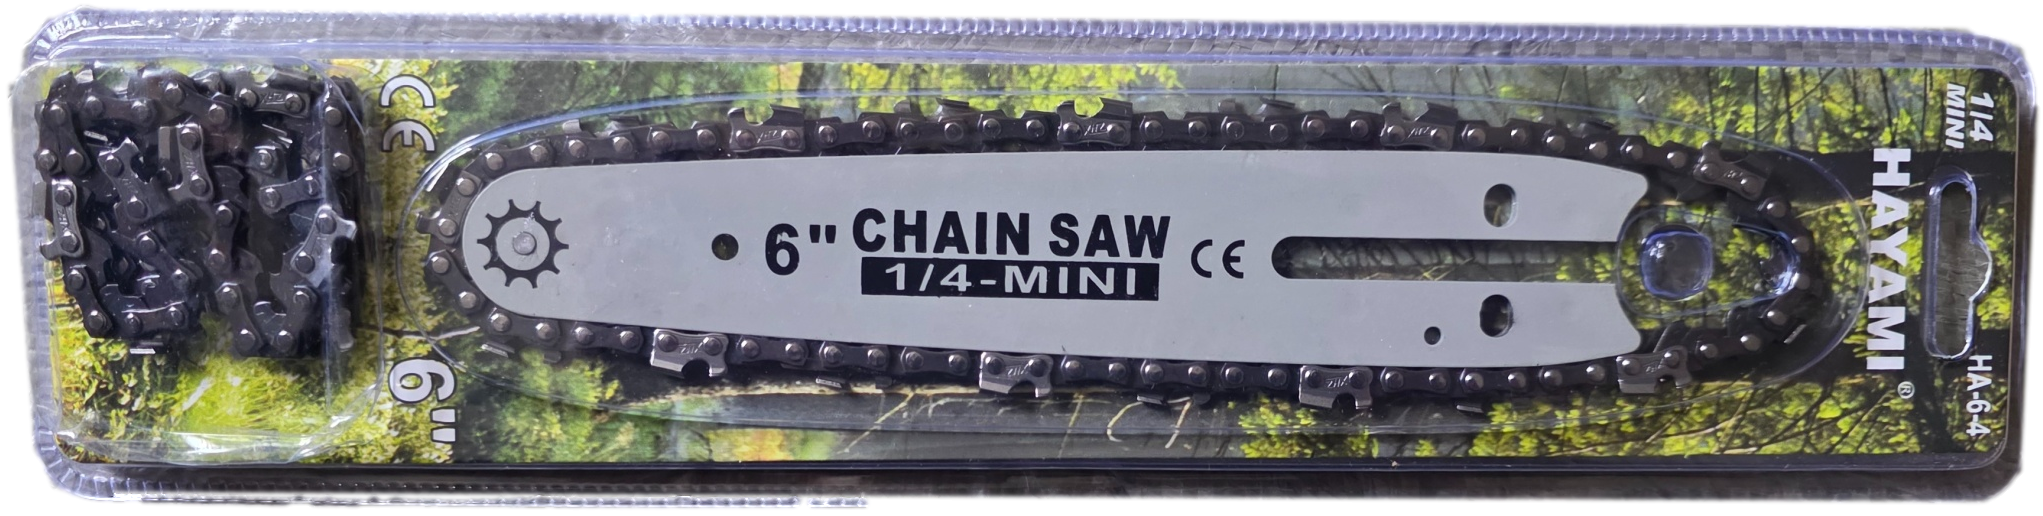 CE
6"
6" CHAIN SAW
1/4-MINI
CE
1/4
MINI
HAYAMI®
HA-6-4